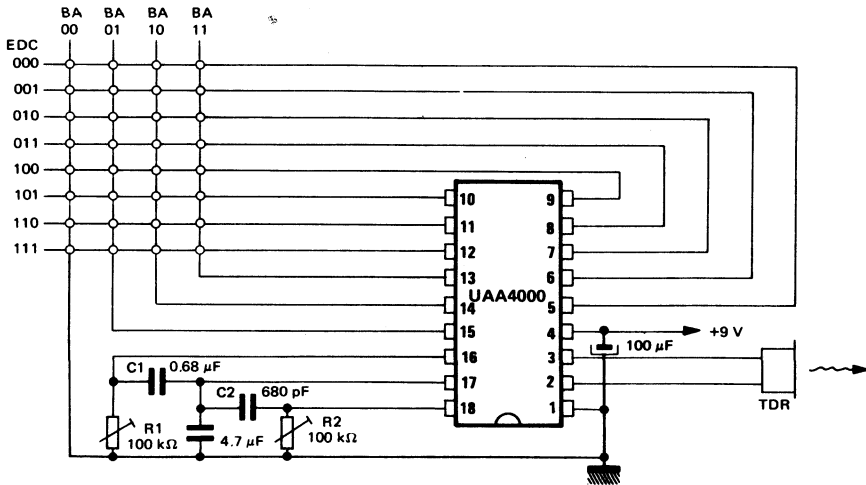 BA BA BA BA
00 01 10 11
EDC
000
001
010
011
100
101
110
111
10 9
11 8
12 7
13 6
UAA4000
14 5
15 4
+9 V
100 µF
16 3
17 2
18 1
C1 0.68 µF
C2 680 pF
R1
100 kΩ
4.7 µF
R2
100 kΩ
TDR